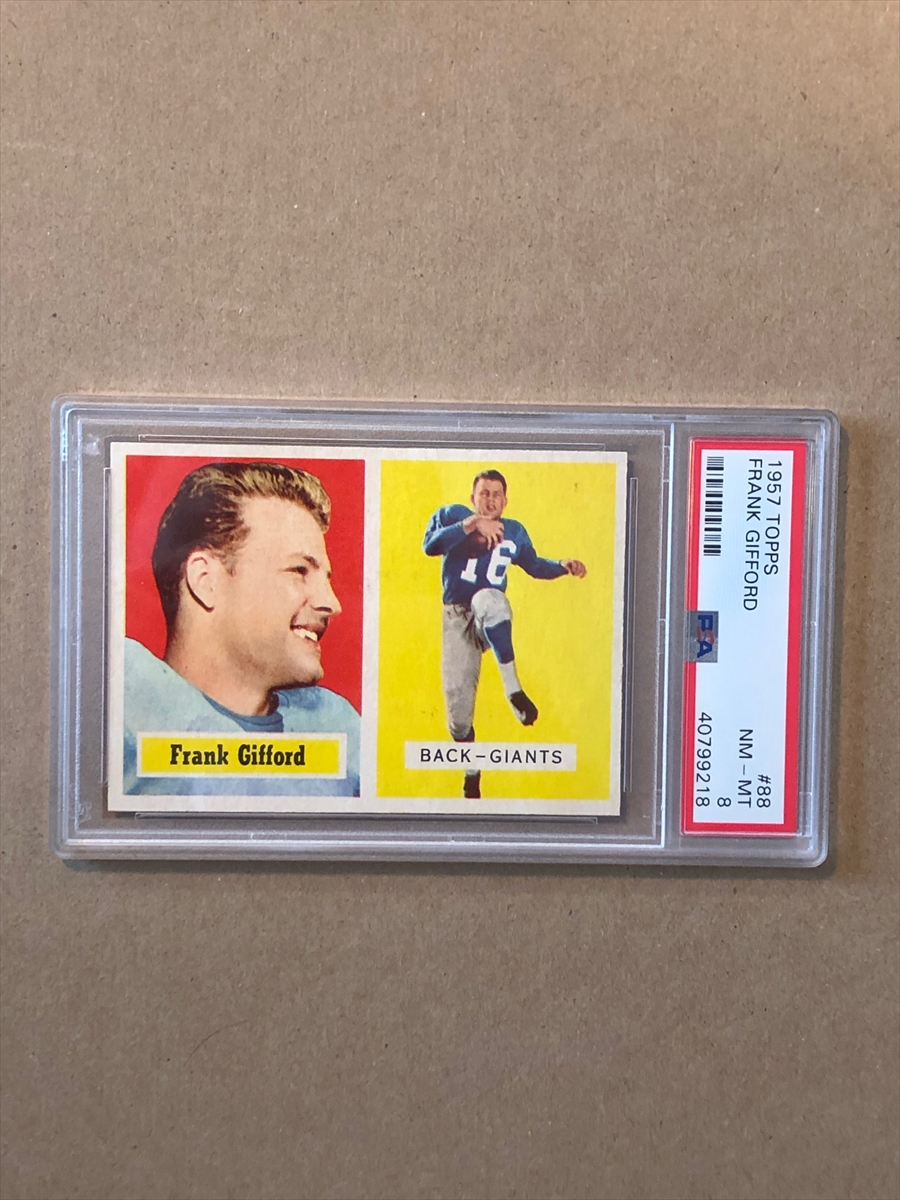 Frank Gifford
16
BACK-GIANTS
1957 TOPPS #88
FRANK GIFFORD NM - MT
8
PSA 40799218